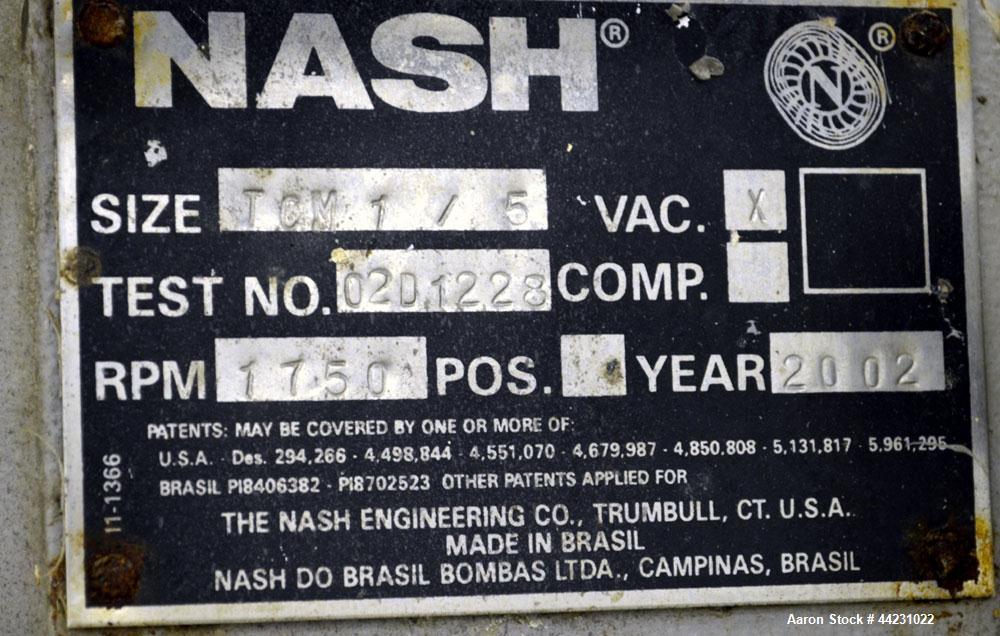 NASH®
N ®
SIZE TCM 1 / 5 VAC. X
TEST NO. 02D1228 COMP.
RPM 1750 POS. YEAR 2002
PATENTS: MAY BE COVERED BY ONE OR MORE OF:
U.S.A. · Des. 294,266 · 4,498,844 · 4.551,070 · 4,679,987 · 4,850.808 · 5,131,817 · 5,961,295
BRASIL PI8406382 · PI8702523 OTHER PATENTS APPLIED FOR
11-1366
THE NASH ENGINEERING CO., TRUMBULL, CT. U.S.A.
MADE IN BRASIL
NASH DO BRASIL BOMBAS LTDA., CAMPINAS, BRASIL
Aaron Stock # 44231022